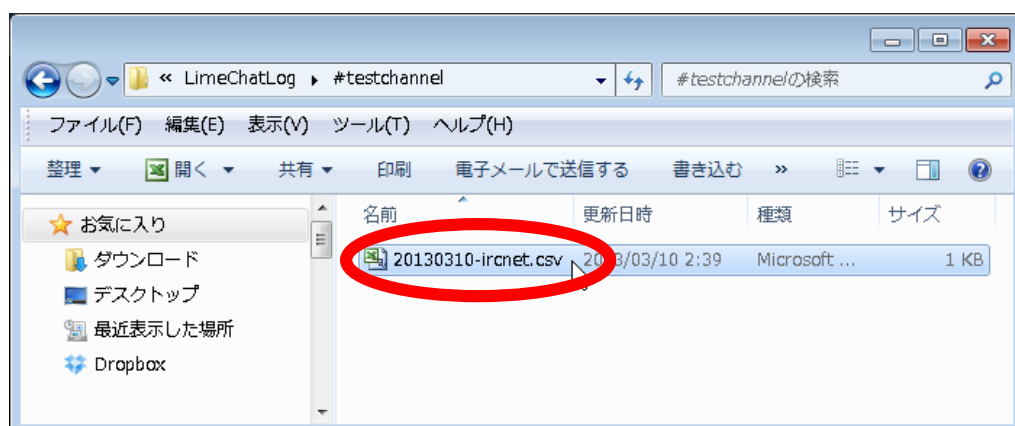 « LimeChatLog ▸ #testchannel #testchannelの検索
ファイル(F) 編集(E) 表示(V) ツール(T) ヘルプ(H)
整理 開く 共有 印刷 電子メールで送信する 書き込む »
お気に入り
ダウンロード
デスクトップ
最近表示した場所
Dropbox
名前 更新日時 種類 サイズ
20130310-ircnet.csv 2013/03/10 2:39 Microsoft ... 1 KB